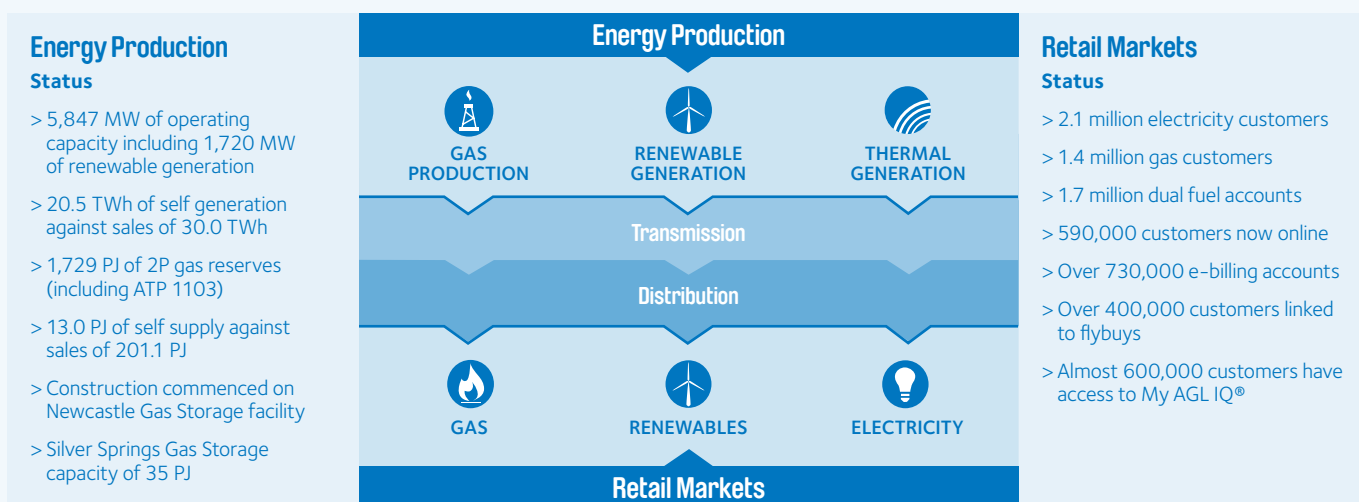 Energy Production
Status
> 5,847 MW of operating
capacity including 1,720 MW
of renewable generation
> 20.5 TWh of self generation
against sales of 30.0 TWh
> 1,729 PJ of 2P gas reserves
(including ATP 1103)
> 13.0 PJ of self supply against
sales of 201.1 PJ
> Construction commenced on
Newcastle Gas Storage facility
> Silver Springs Gas Storage
capacity of 35 PJ
Energy Production
GAS
PRODUCTION
RENEWABLE
GENERATION
THERMAL
GENERATION
Transmission
Distribution
GAS
RENEWABLES
ELECTRICITY
Retail Markets
Retail Markets
Status
> 2.1 million electricity customers
> 1.4 million gas customers
> 1.7 million dual fuel accounts
> 590,000 customers now online
> Over 730,000 e-billing accounts
> Over 400,000 customers linked
to flybuys
> Almost 600,000 customers have
access to My AGL IQ®